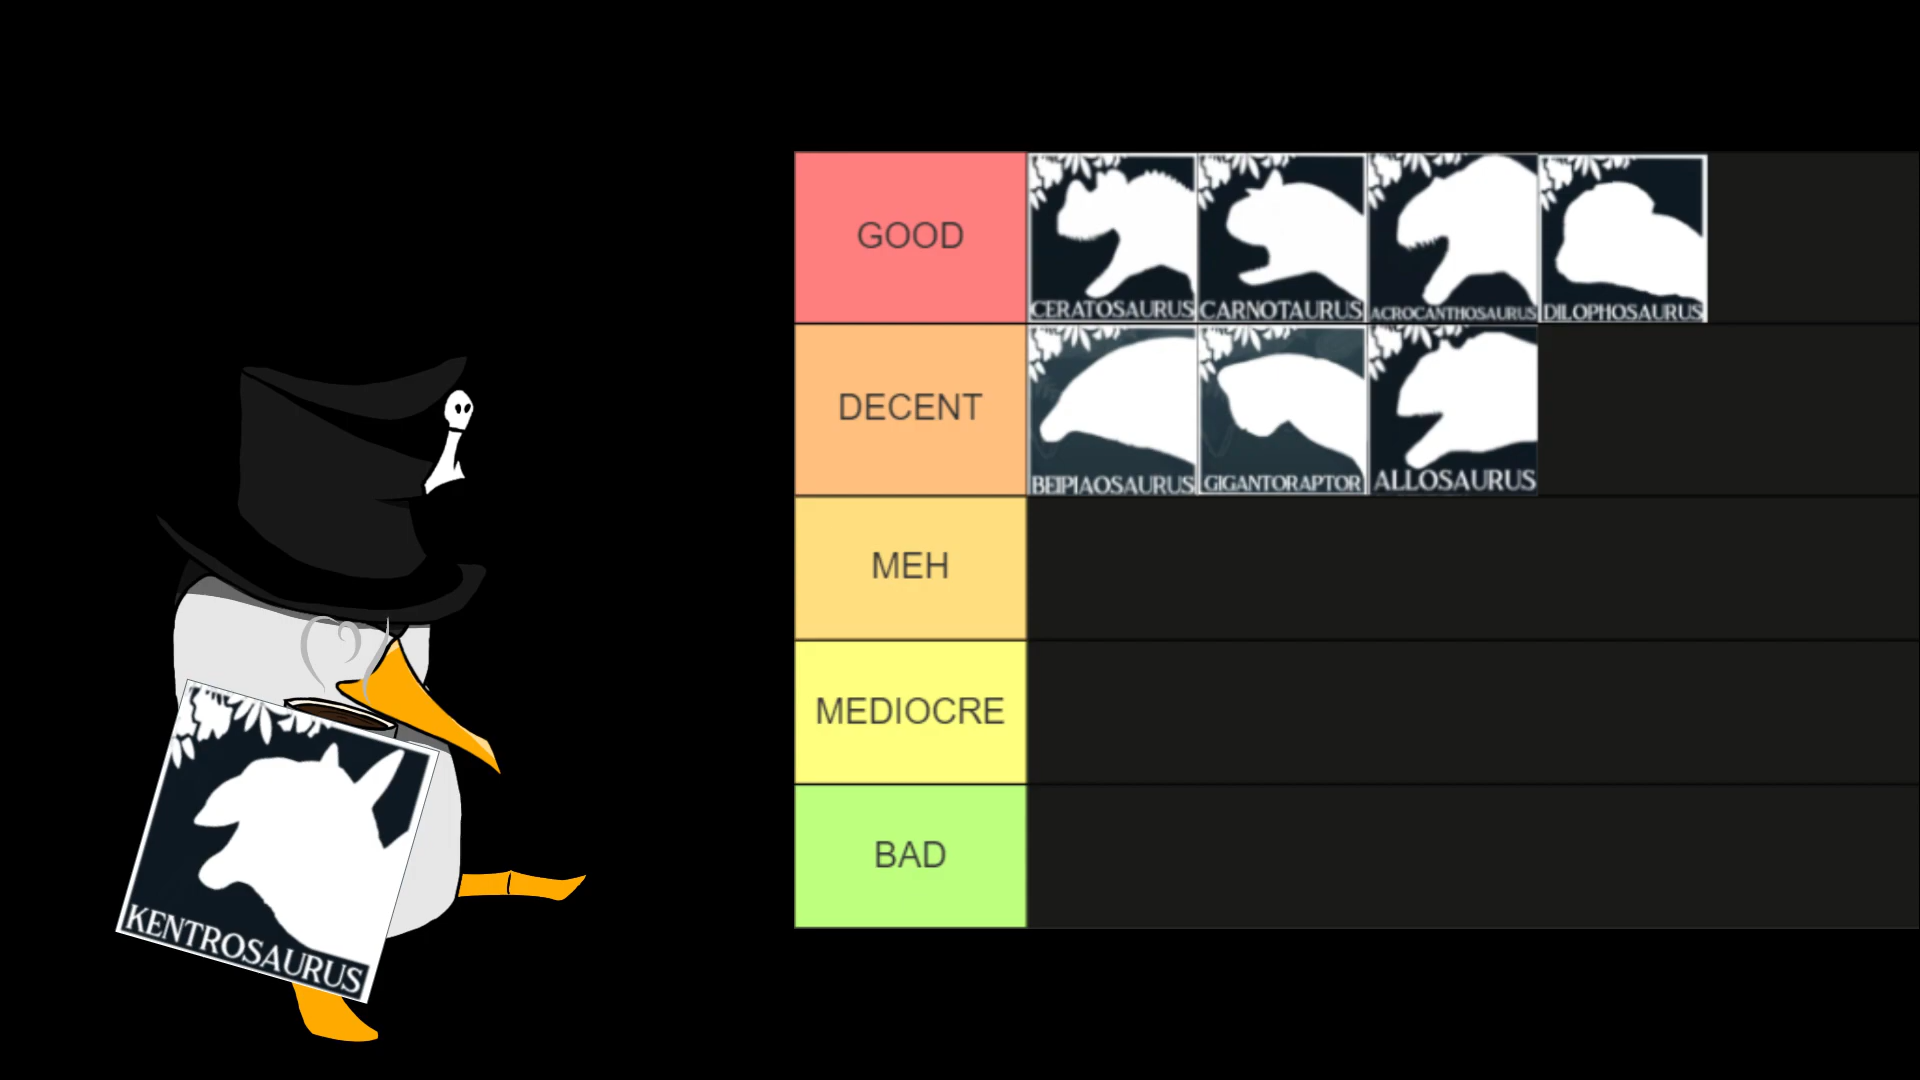 GOOD
CERATOSAURUS
CARNOTAURUS
ACROCANTHOSAURUS
DILOPHOSAURUS
DECENT
BEIPIAOSAURUS
GIGANTORAPTOR
ALLOSAURUS
MEH
MEDIOCRE
BAD
KENTROSAURUS